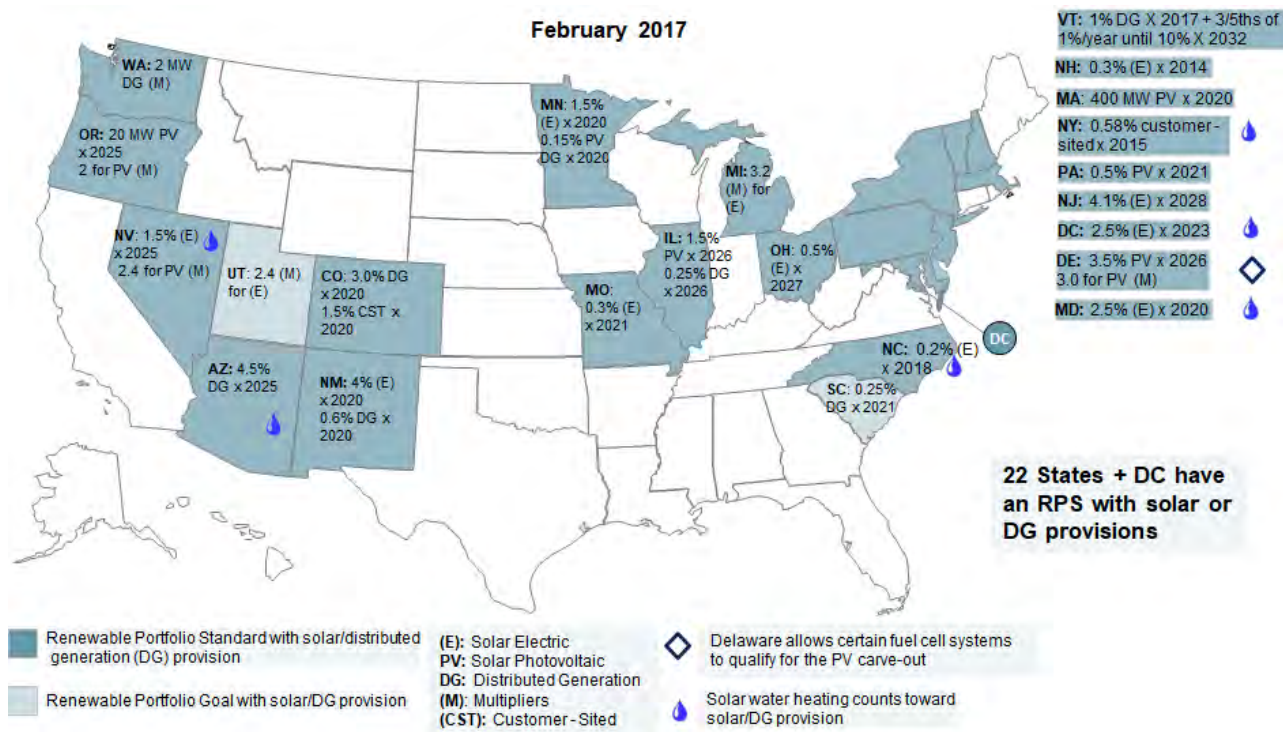 February 2017
VT: 1% DG X 2017 + 3/5ths of
1%/year until 10% X 2032
NH: 0.3% (E) x 2014
MA: 400 MW PV x 2020
NY: 0.58% customer-
sited x 2015
PA: 0.5% PV x 2021
NJ: 4.1% (E) x 2028
DC: 2.5% (E) x 2023
DE: 3.5% PV x 2026
3.0 for PV (M)
MD: 2.5% (E) x 2020
WA: 2 MW
DG (M)
OR: 20 MW PV
x 2025
2 for PV (M)
NV: 1.5% (E)
x 2025
2.4 for PV (M)
UT: 2.4 (M)
for (E)
CO: 3.0% DG
x 2020
1.5% CST x
2020
AZ: 4.5%
DG x 2025
NM: 4% (E)
x 2020
0.6% DG x
2020
MN: 1.5%
(E) x 2020
0.15% PV
DG x 2020
MO:
0.3% (E)
x 2021
IL: 1.5%
PV x 2026
0.25% DG
x 2026
MI: 3.2
(M) for
(E)
OH: 0.5%
(E) x
2027
DC
NC: 0.2% (E)
x 2018
SC: 0.25%
DG x 2021
22 States + DC have
an RPS with solar or
DG provisions
Renewable Portfolio Standard with solar/distributed
generation (DG) provision
Renewable Portfolio Goal with solar/DG provision
(E): Solar Electric
PV: Solar Photovoltaic
DG: Distributed Generation
(M): Multipliers
(CST): Customer-Sited
Delaware allows certain fuel cell systems
to qualify for the PV carve-out
Solar water heating counts toward
solar/DG provision